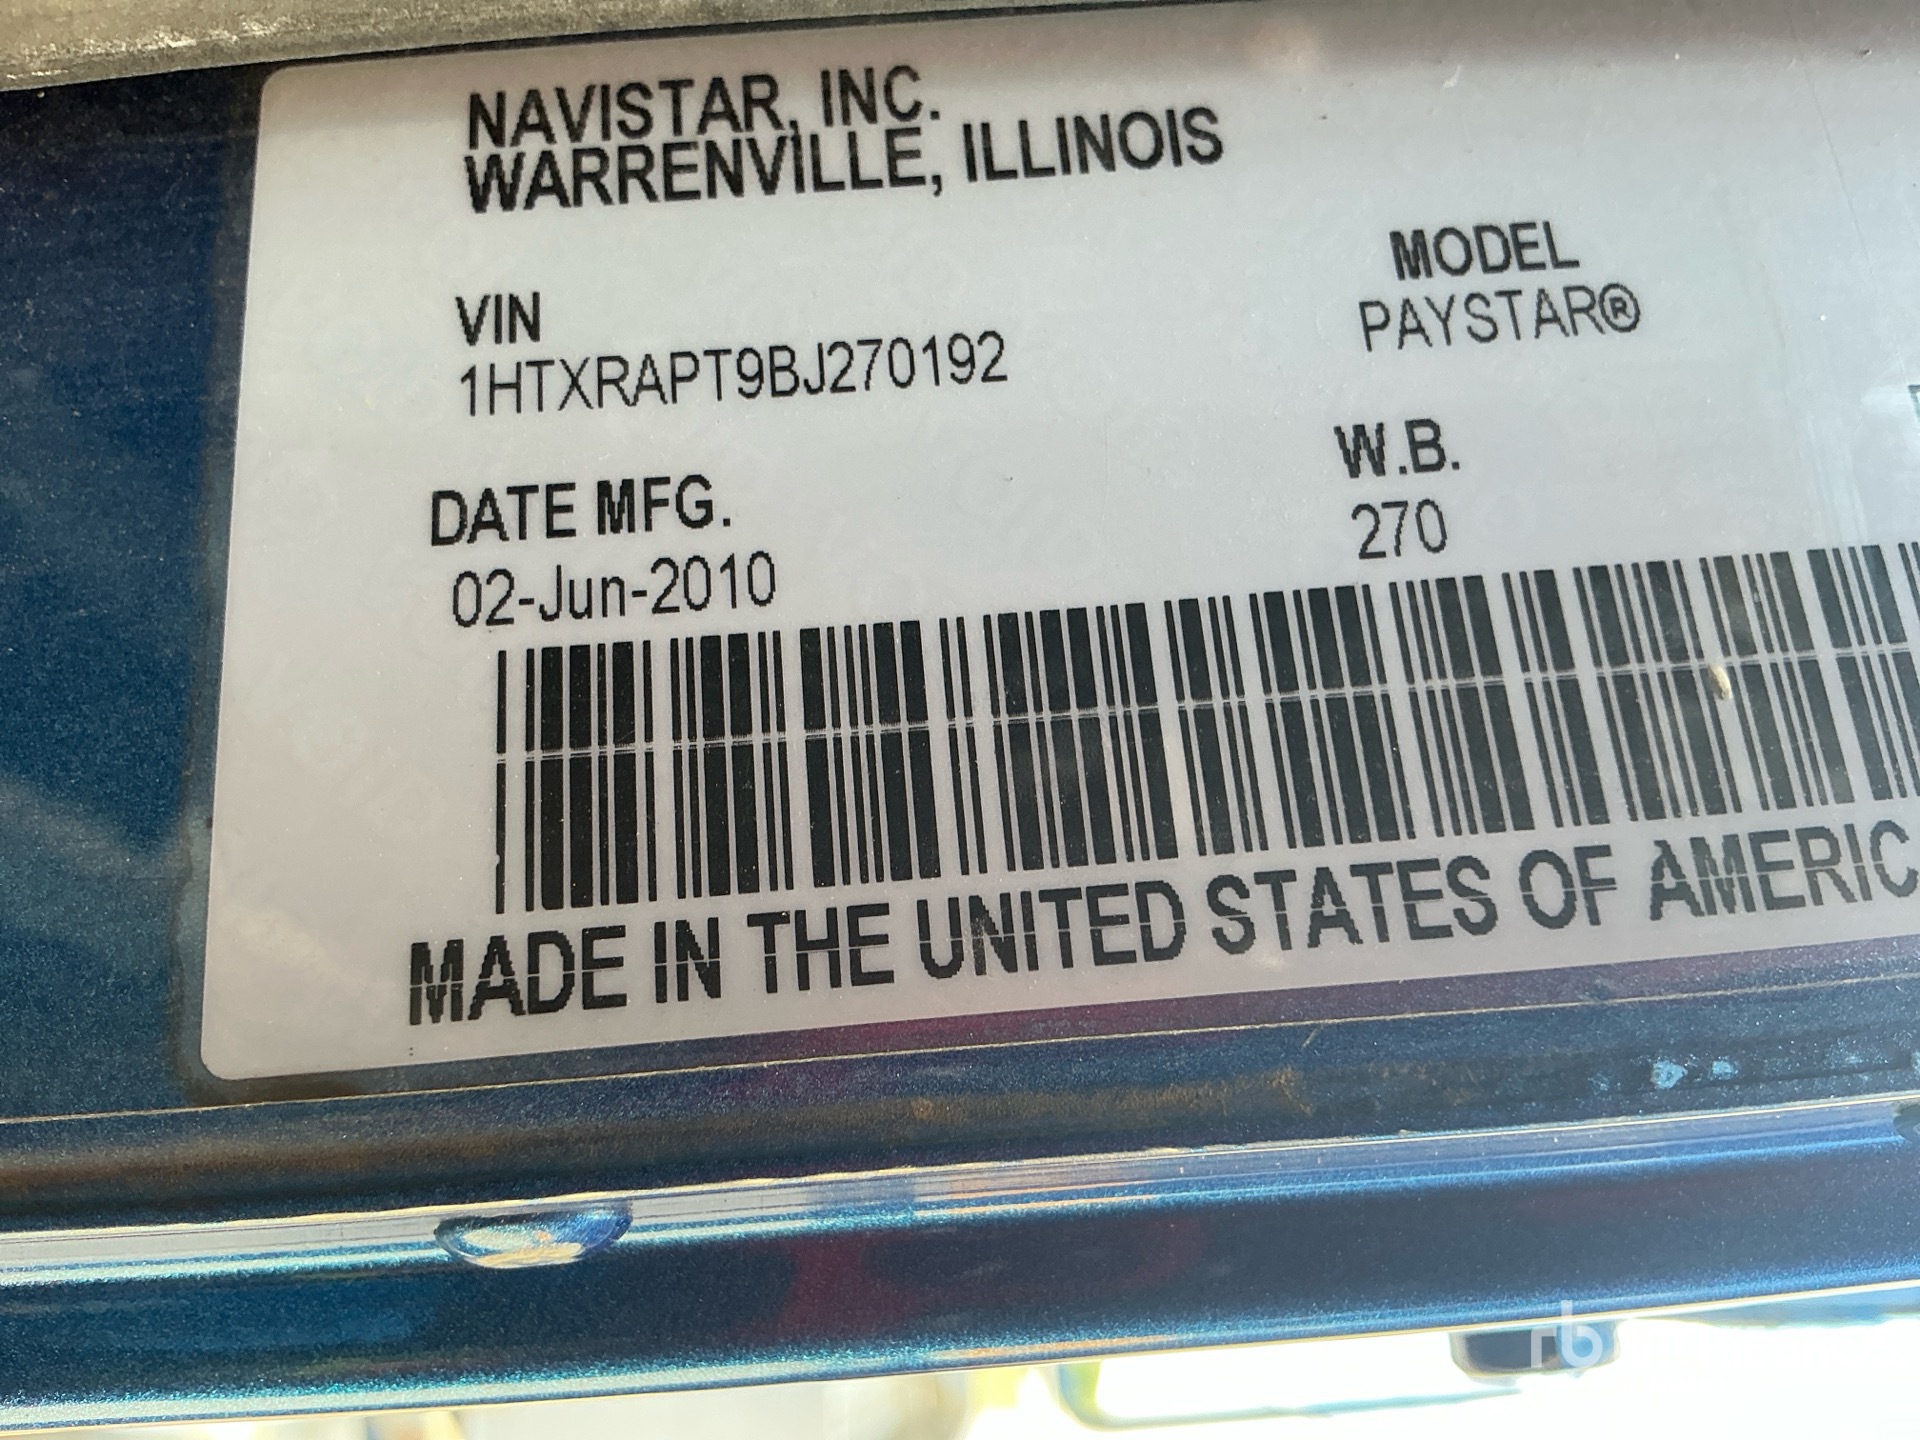 NAVISTAR, INC.
WARRENVILLE, ILLINOIS
VIN
1HTXRAPT9BJ270192
MODEL
PAYSTAR®
DATE MFG.
02-Jun-2010
W.B.
270
MADE IN THE UNITED STATES OF AMERIC
rb